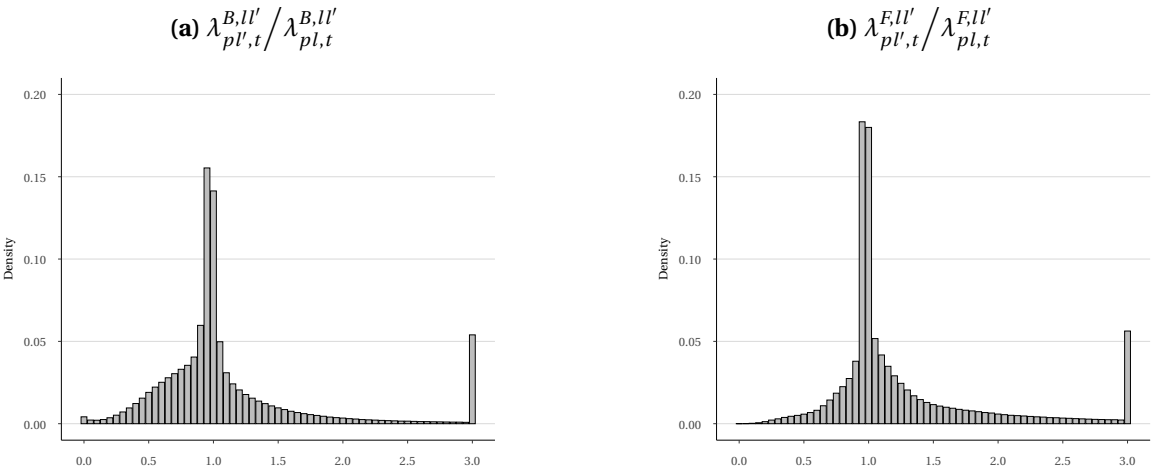 (a) λ^{B,ll′}_{pl′,t} / λ^{B,ll′}_{pl,t}
0.20
0.15
0.10
0.05
0.00
Density
0.0 0.5 1.0 1.5 2.0 2.5 3.0
(b) λ^{F,ll′}_{pl′,t} / λ^{F,ll′}_{pl,t}
0.20
0.15
0.10
0.05
0.00
Density
0.0 0.5 1.0 1.5 2.0 2.5 3.0